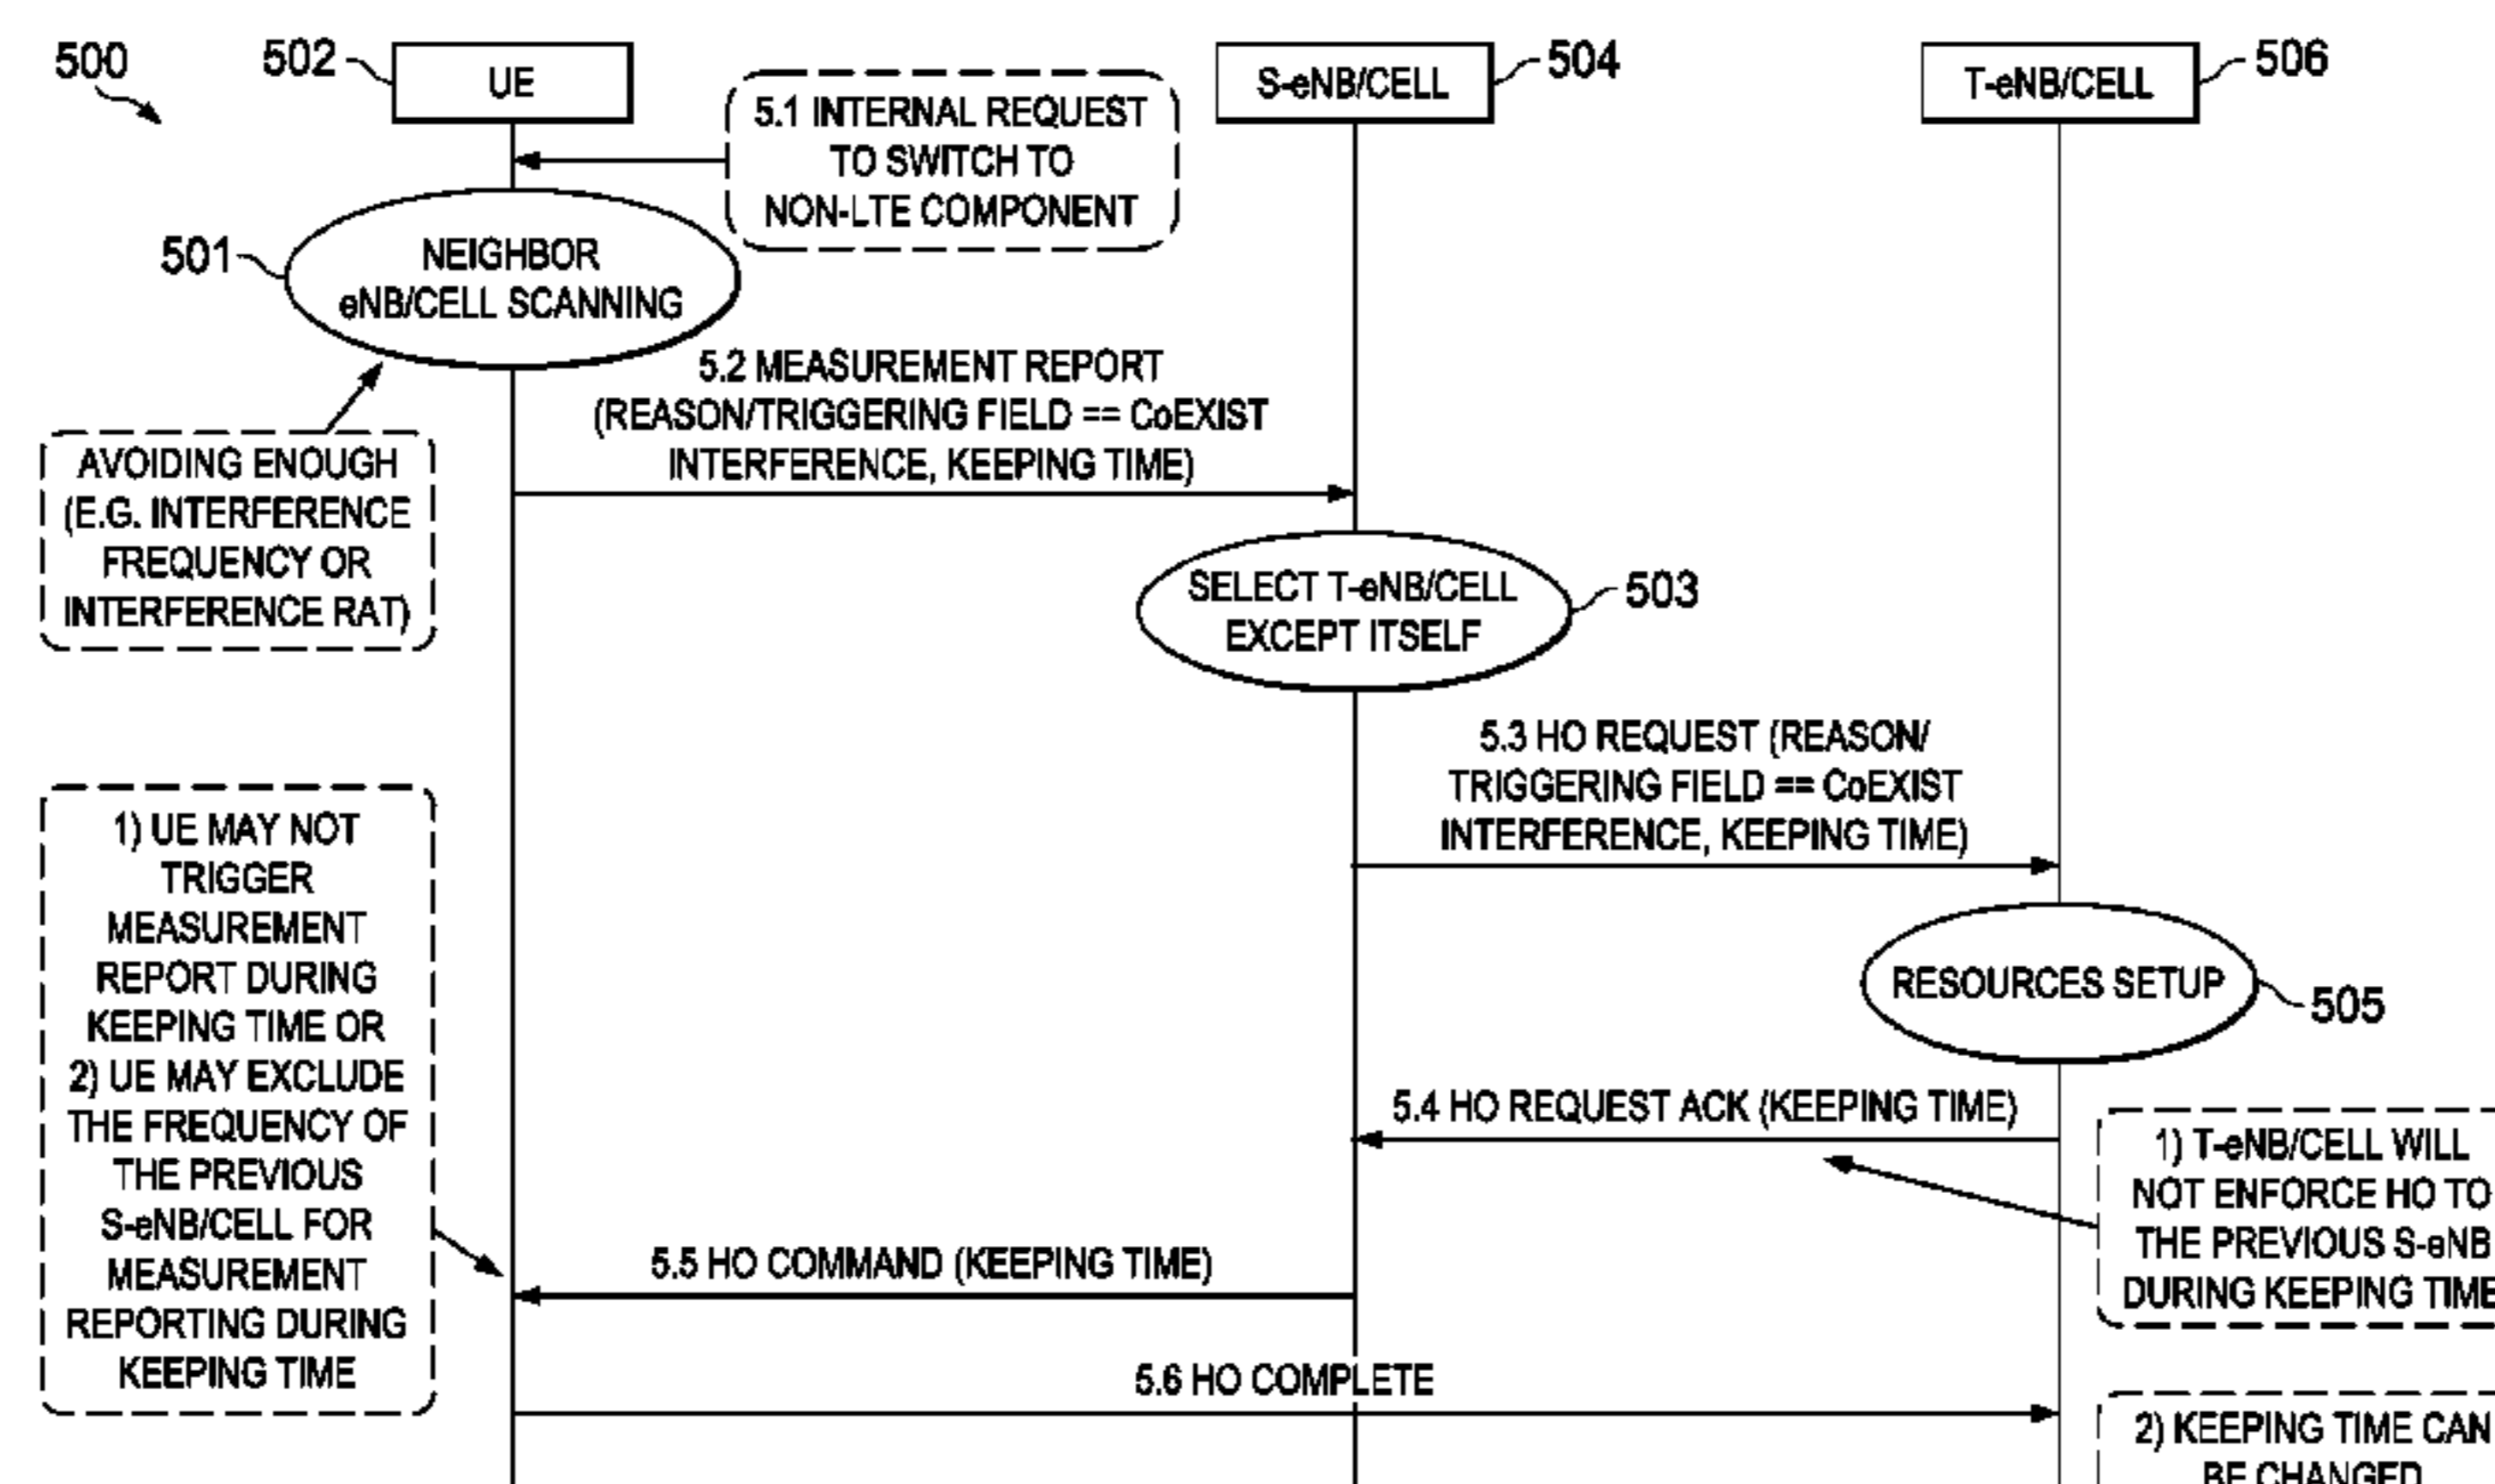 500
502
UE
S-eNB/CELL
504
T-eNB/CELL
506
5.1 INTERNAL REQUEST
TO SWITCH TO
NON-LTE COMPONENT
501
NEIGHBOR
eNB/CELL SCANNING
5.2 MEASUREMENT REPORT
(REASON/TRIGGERING FIELD == CoEXIST
INTERFERENCE, KEEPING TIME)
AVOIDING ENOUGH
(E.G. INTERFERENCE
FREQUENCY OR
INTERFERENCE RAT)
SELECT T-eNB/CELL
EXCEPT ITSELF
503
5.3 HO REQUEST (REASON/
TRIGGERING FIELD == CoEXIST
INTERFERENCE, KEEPING TIME)
1) UE MAY NOT
TRIGGER
MEASUREMENT
REPORT DURING
KEEPING TIME OR
2) UE MAY EXCLUDE
THE FREQUENCY OF
THE PREVIOUS
S-eNB/CELL FOR
MEASUREMENT
REPORTING DURING
KEEPING TIME
RESOURCES SETUP
505
5.4 HO REQUEST ACK (KEEPING TIME)
1) T-eNB/CELL WILL
NOT ENFORCE HO TO
THE PREVIOUS S-eNB
DURING KEEPING TIME
5.5 HO COMMAND (KEEPING TIME)
5.6 HO COMPLETE
2) KEEPING TIME CAN
BE CHANGED